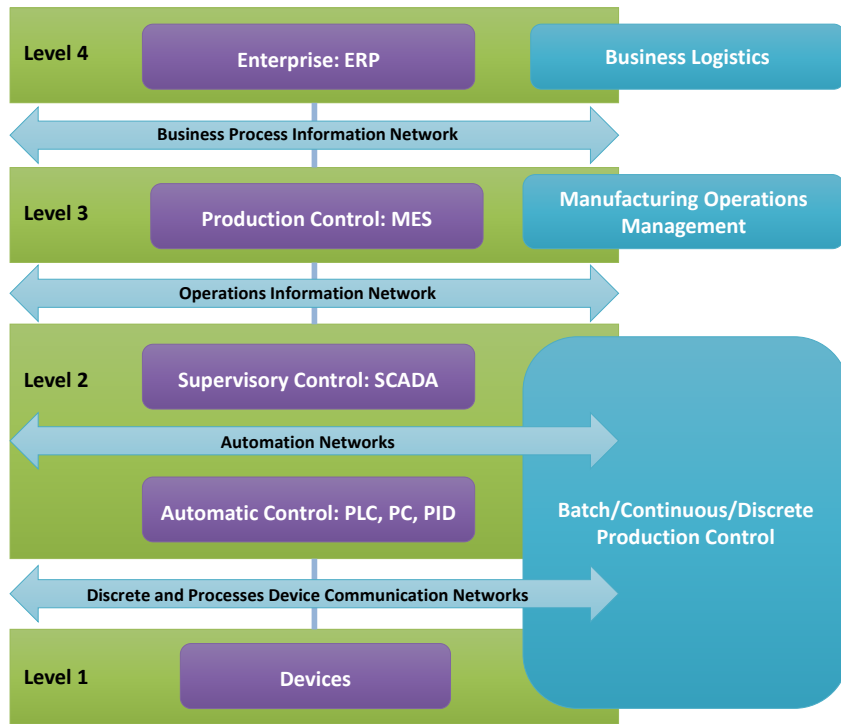 Level 4
Enterprise: ERP
Business Logistics
Business Process Information Network
Level 3
Production Control: MES
Manufacturing Operations
Management
Operations Information Network
Level 2
Supervisory Control: SCADA
Automation Networks
Automatic Control: PLC, PC, PID
Batch/Continuous/Discrete
Production Control
Discrete and Processes Device Communication Networks
Level 1
Devices